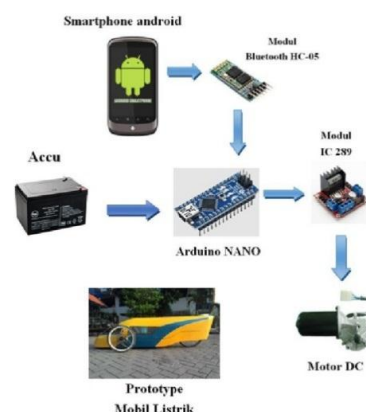 Smartphone android
Modul
Bluetooth HC-05
Modul
IC 289
Accu
Arduino NANO
Motor DC
Prototype
Mobil Listrik